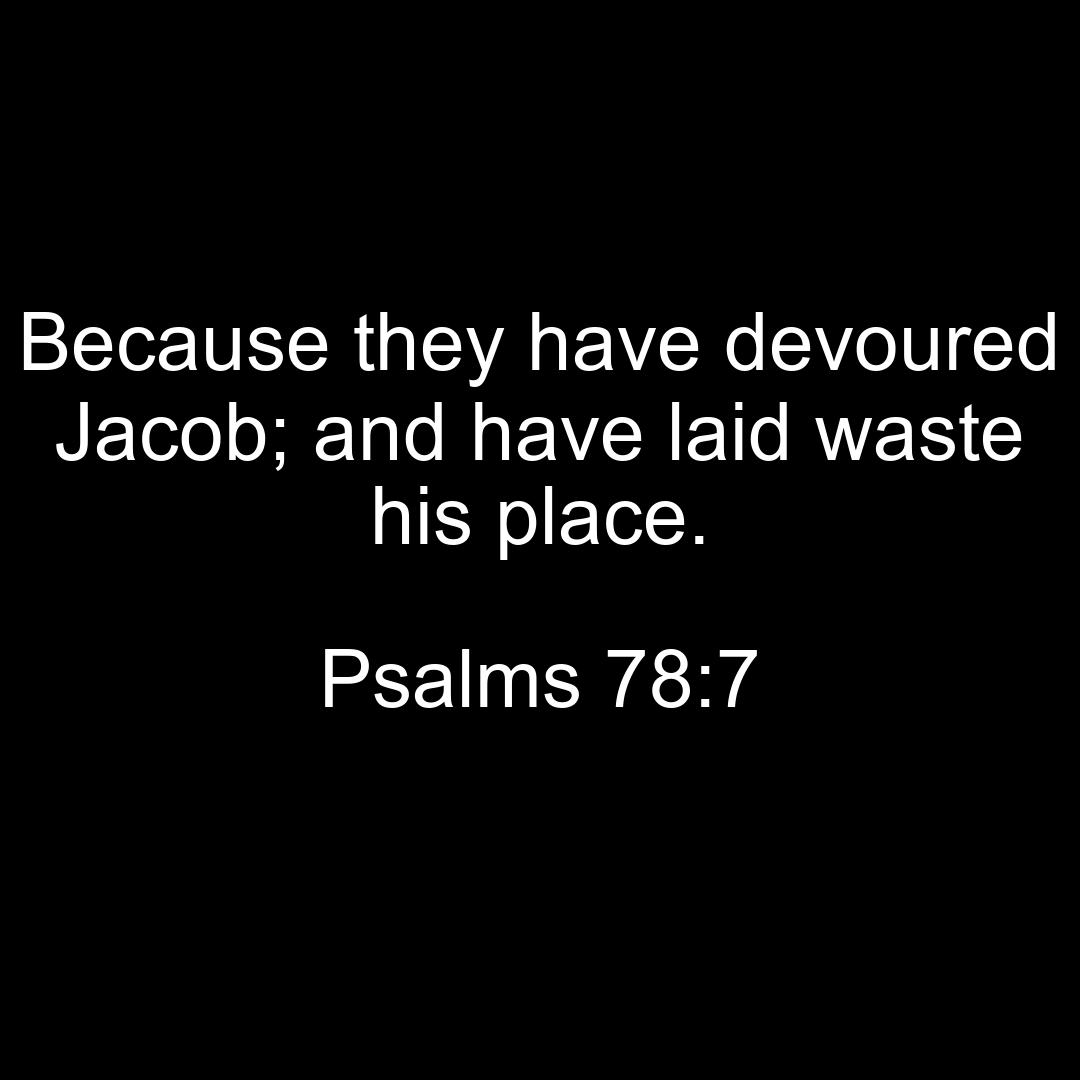 Because they have devoured
Jacob; and have laid waste
his place.
Psalms 78:7